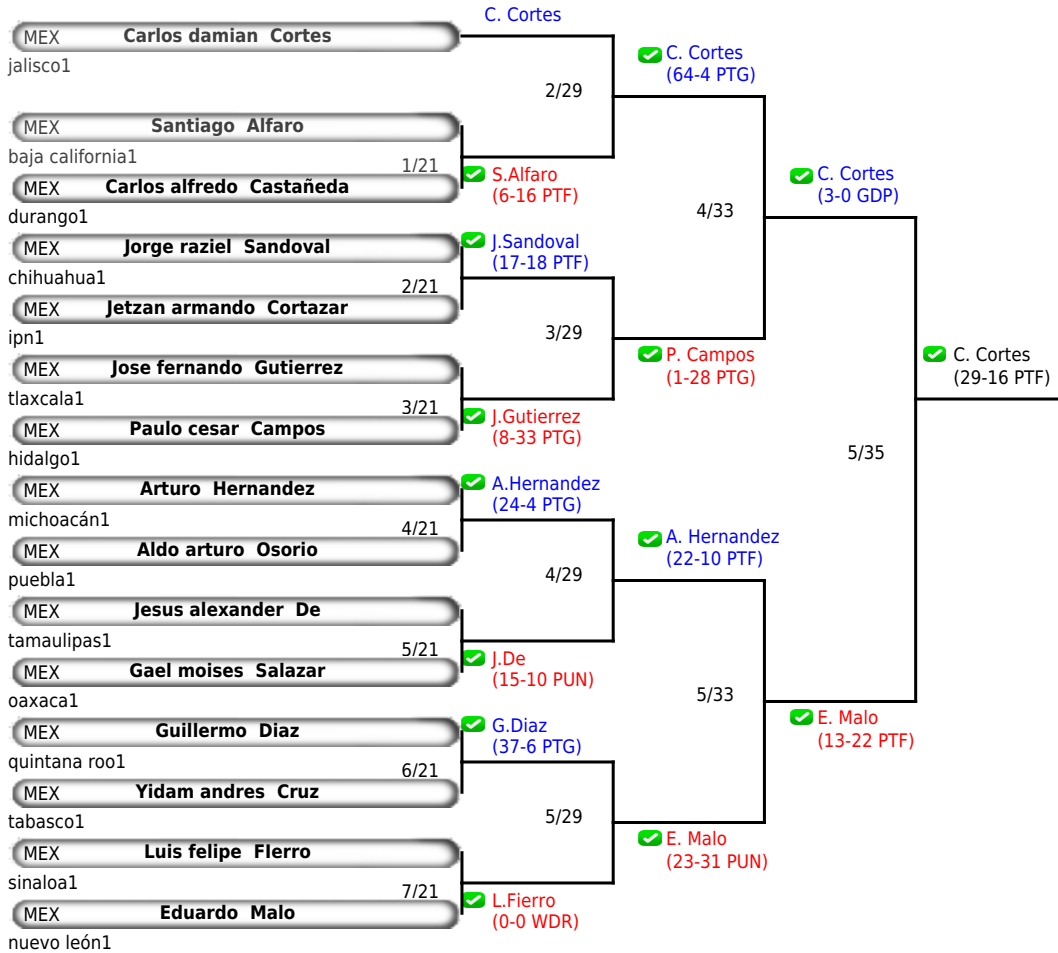 C. Cortes
MEX Carlos damian Cortes
jalisco1
C. Cortes
(64-4 PTG)
2/29
MEX Santiago Alfaro
baja california1
1/21
S.Alfaro
(6-16 PTF)
MEX Carlos alfredo Castañeda
durango1
C. Cortes
(3-0 GDP)
4/33
MEX Jorge raziel Sandoval
chihuahua1
J.Sandoval
(17-18 PTF)
2/21
MEX Jetzan armando Cortazar
ipn1
3/29
P. Campos
(1-28 PTG)
MEX Jose fernando Gutierrez
tlaxcala1
3/21
J.Gutierrez
(8-33 PTG)
MEX Paulo cesar Campos
hidalgo1
C. Cortes
(29-16 PTF)
5/35
MEX Arturo Hernandez
michoacán1
A.Hernandez
(24-4 PTG)
4/21
MEX Aldo arturo Osorio
puebla1
A. Hernandez
(22-10 PTF)
4/29
MEX Jesus alexander De
tamaulipas1
5/21
J.De
(15-10 PUN)
MEX Gael moises Salazar
oaxaca1
5/33
E. Malo
(13-22 PTF)
MEX Guillermo Diaz
quintana roo1
G.Diaz
(37-6 PTG)
6/21
MEX Yidam andres Cruz
tabasco1
5/29
E. Malo
(23-31 PUN)
MEX Luis felipe FIerro
sinaloa1
7/21
L.Fierro
(0-0 WDR)
MEX Eduardo Malo
nuevo león1